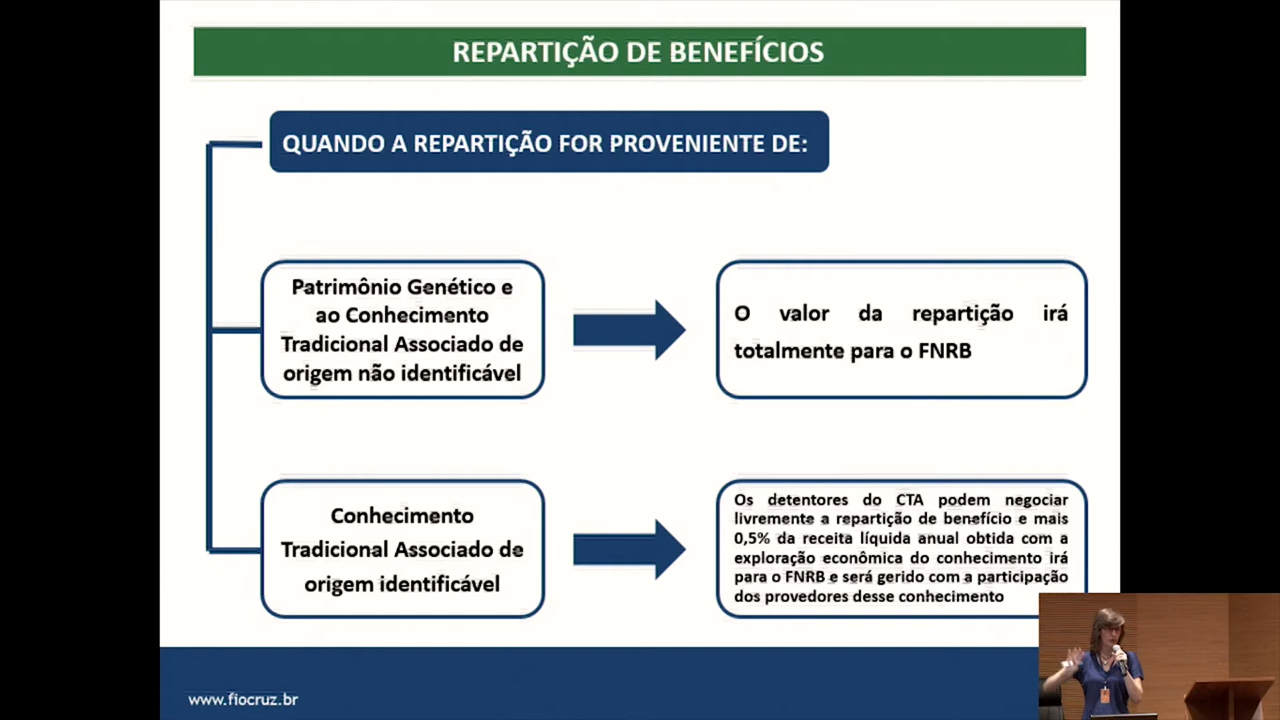 REPARTIÇÃO DE BENEFÍCIOS
QUANDO A REPARTIÇÃO FOR PROVENIENTE DE:
Patrimônio Genético e
ao Conhecimento
Tradicional Associado de
origem não identificável
O valor da repartição irá
totalmente para o FNRB
Conhecimento
Tradicional Associado de
origem identificável
Os detentores do CTA podem negociar
livremente a repartição de benefício e mais
0,5% da receita líquida anual obtida com a
exploração econômica do conhecimento irá
para o FNRB e será gerido com a participação
dos provedores desse conhecimento
www.fiocruz.br